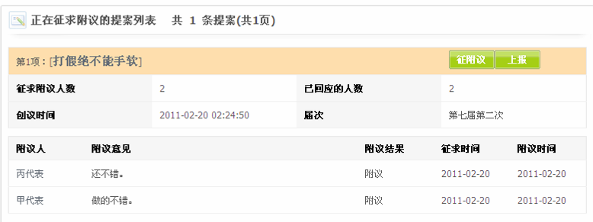 正在征求附议的提案列表 共 1 条提案(共1页)
第1项：[打假绝不能手软] 征附议 上报
征求附议人数 2 已回应的人数 2
创议时间 2011-02-20 02:24:50 届次 第七届第二次
附议人 附议意见 附议结果 征求时间 附议时间
丙代表 还不错。 附议 2011-02-20 2011-02-20
甲代表 做的不错。 附议 2011-02-20 2011-02-20